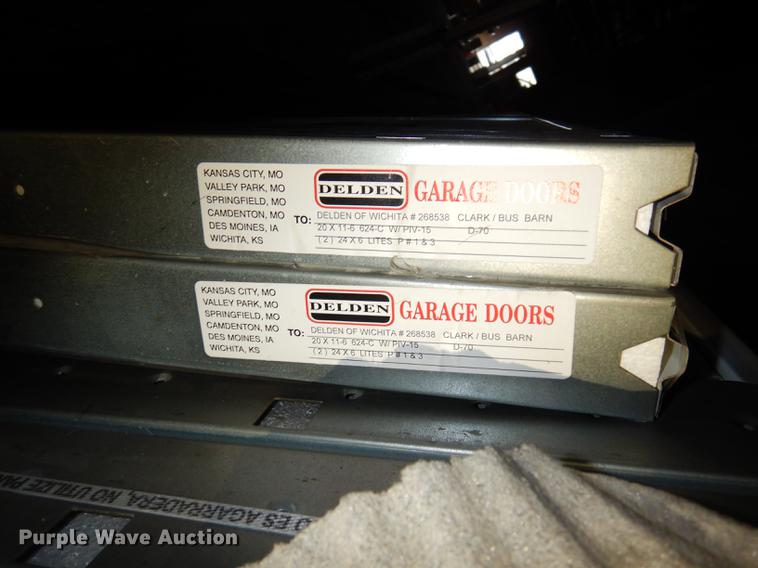 KANSAS CITY, MO
VALLEY PARK, MO
SPRINGFIELD, MO
CAMDENTON, MO
DES MOINES, IA
WICHITA, KS
DELDEN
GARAGE DOORS
TO: DELDEN OF WICHITA # 268538 CLARK / BUS BARN
20 X 11-6 624-C W/ PIV-15 D-70
( 2 ) 24 X 6 LITES P # 1 & 3
KANSAS CITY, MO
VALLEY PARK, MO
SPRINGFIELD, MO
CAMDENTON, MO
DES MOINES, IA
WICHITA, KS
DELDEN
GARAGE DOORS
TO: DELDEN OF WICHITA # 268538 CLARK / BUS BARN
20 X 11-6 624-C W/ PIV-15 D-70
( 2 ) 24 X 6 LITES P # 1 & 3
ES AGARRADERA, NO UTILIZE
Purple Wave Auction